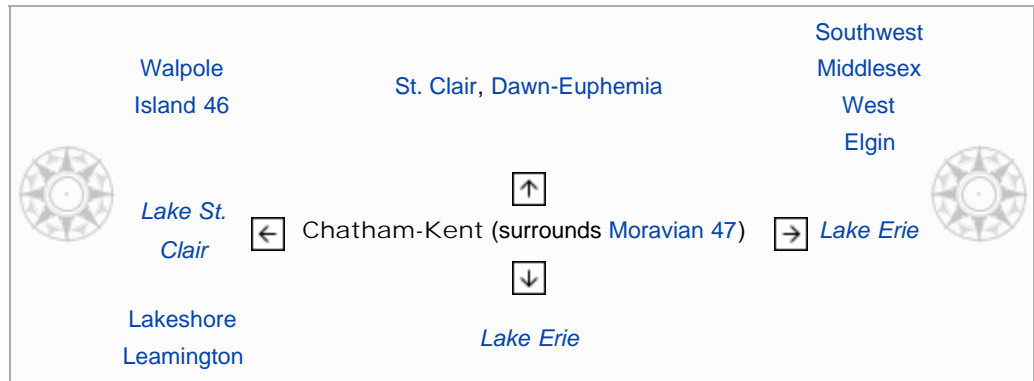 Walpole
Island 46
St. Clair, Dawn-Euphemia
Southwest
Middlesex
West
Elgin
Lake St.
Clair
Chatham-Kent (surrounds Moravian 47)
Lake Erie
Lakeshore
Leamington
Lake Erie